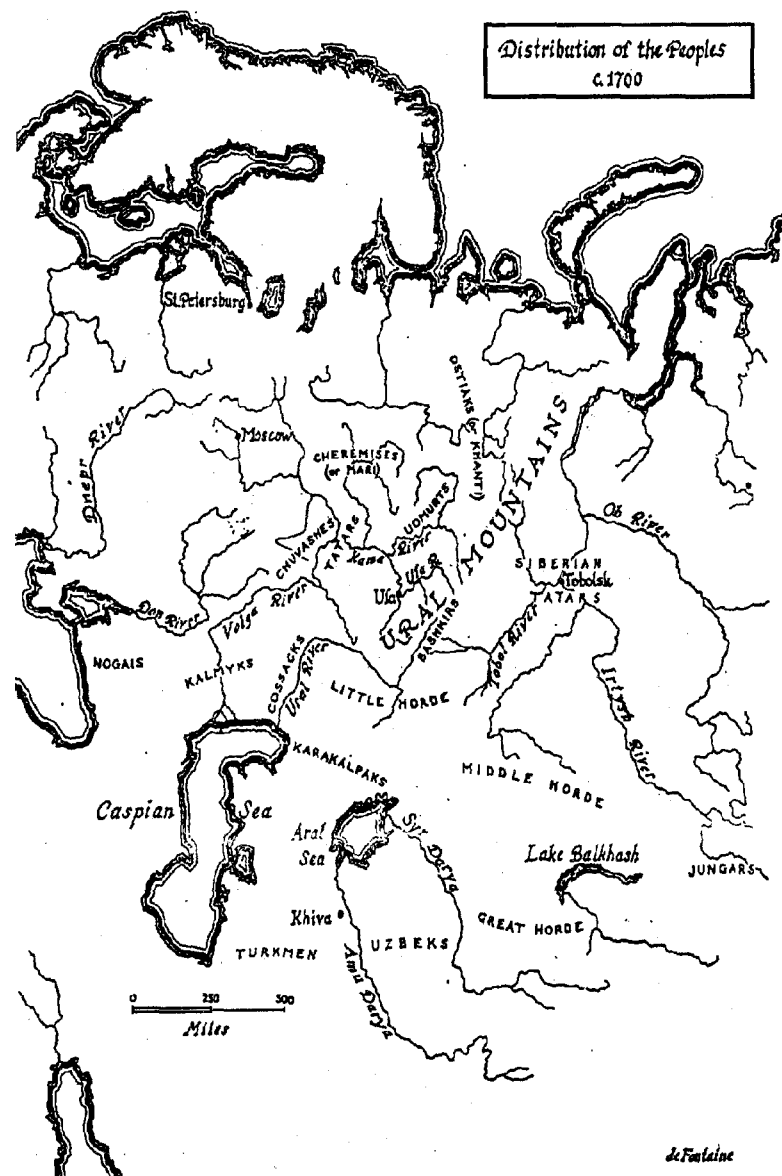 Distribution of the Peoples
c.1700
St. Petersburg
OSTIAKS (or KHANTI)
Dnepr River
Moscow
CHEREMISES
(or MARI)
URAL MOUNTAINS
UDMURTS
Ob River
CHUVASHES
TATARS
Kama River
Ufa R.
Ufa
SIBERIAN
Tobolsk
TATARS
Don River
Volga River
BASHKIRS
Tobol River
NOGAIS
KALMYKS
COSSACKS
Ural River
LITTLE HORDE
Irtysh River
KARAKALPAKS
MIDDLE HORDE
Caspian Sea
Aral
Sea
Syr Darya
Lake Balkhash
JUNGARS
Khiva
GREAT HORDE
TURKMEN
UZBEKS
Amu Darya
0 250 500
Miles
de Fontaine